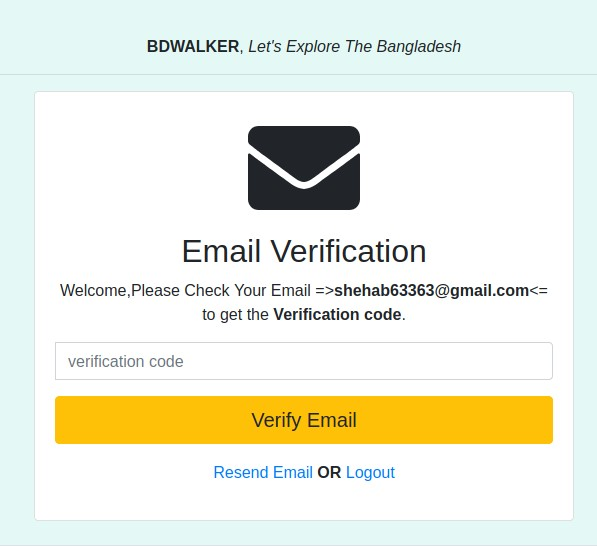 BDWALKER, Let's Explore The Bangladesh
Email Verification
Welcome,Please Check Your Email =>shehab63363@gmail.com<=
to get the Verification code.
verification code
Verify Email
Resend Email OR Logout